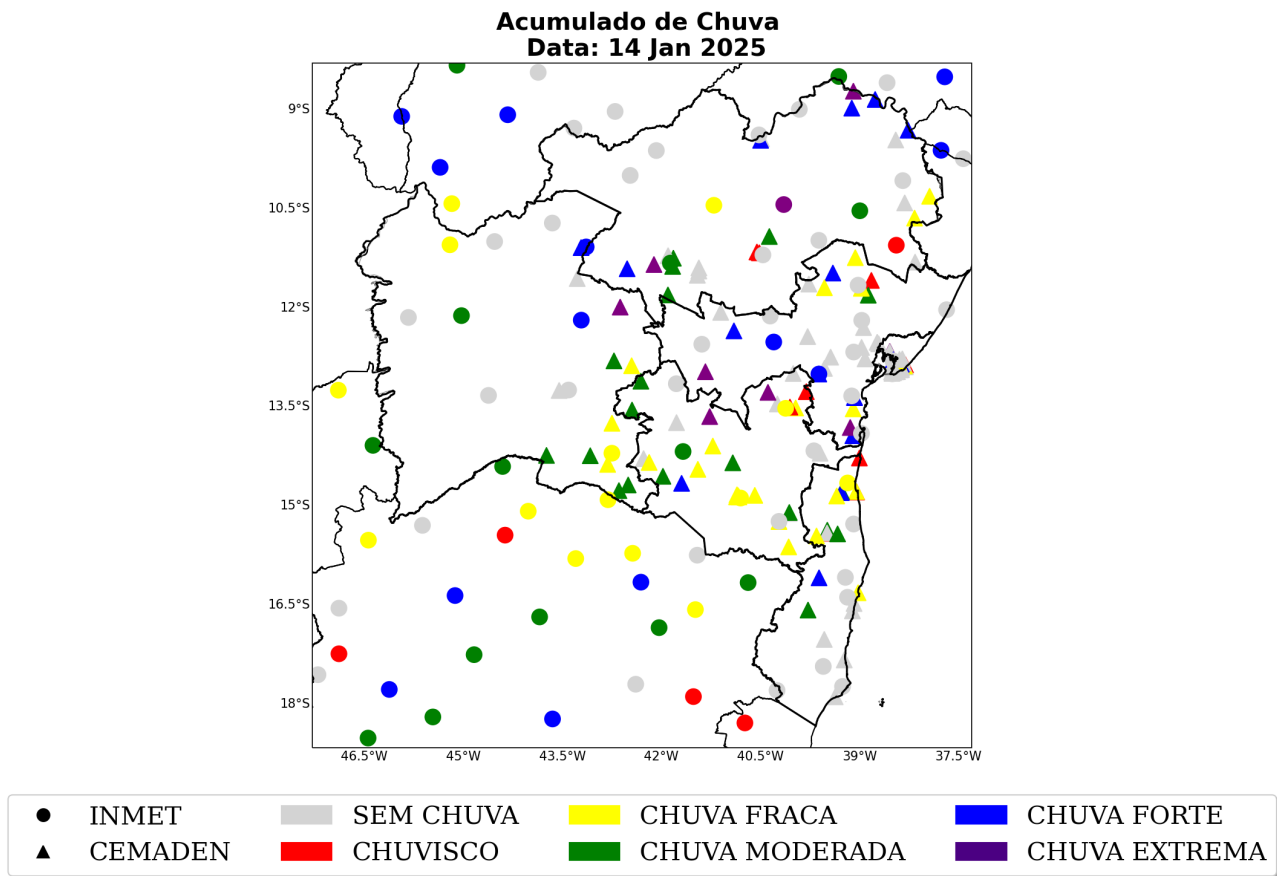 Acumulado de Chuva
Data: 14 Jan 2025
9°S
10.5°S
12°S
13.5°S
15°S
16.5°S
18°S
46.5°W 45°W 43.5°W 42°W 40.5°W 39°W 37.5°W
INMET SEM CHUVA CHUVA FRACA CHUVA FORTE
CEMADEN CHUVISCO CHUVA MODERADA CHUVA EXTREMA